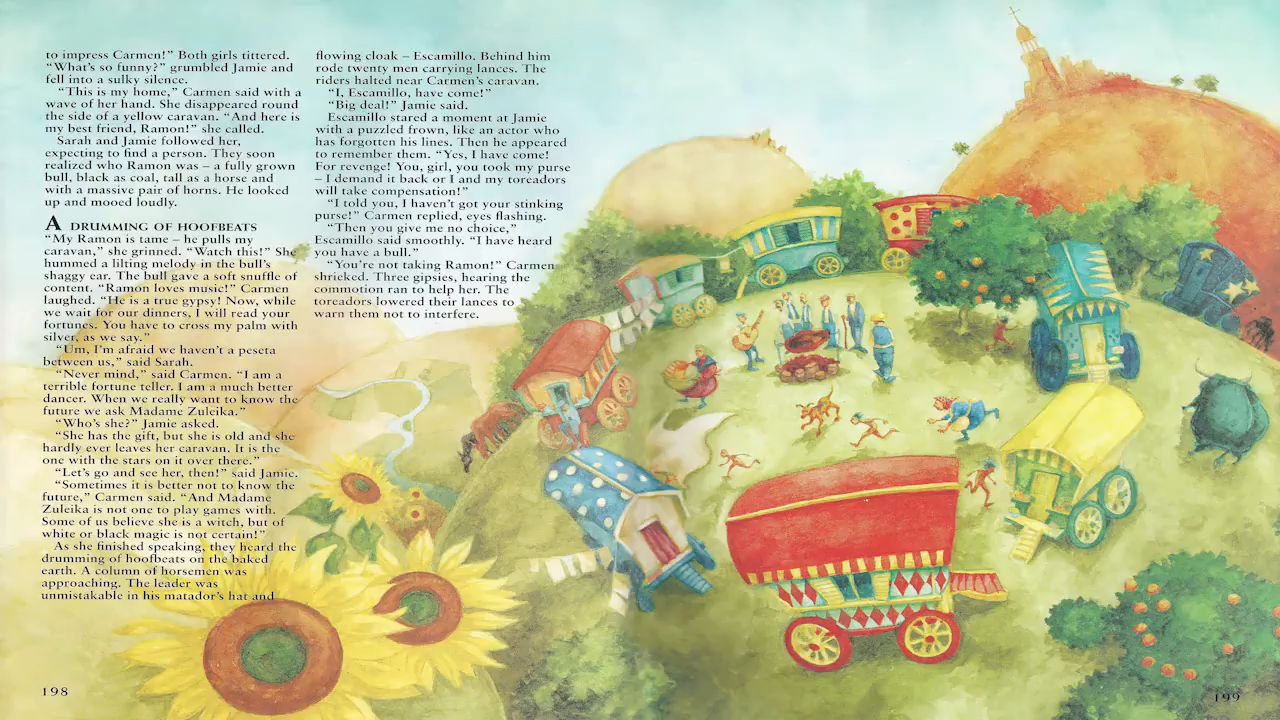 to impress Carmen!” Both girls tittered.
“What’s so funny?” grumbled Jamie and
fell into a sulky silence.
“This is my home,” Carmen said with a
wave of her hand. She disappeared round
the side of a yellow caravan. “And here is
my best friend, Ramon!” she called.
Sarah and Jamie followed her,
expecting to find a person. They soon
realized who Ramon was – a fully grown
bull, black as coal, tall as a horse and
with a massive pair of horns. He looked
up and mooed loudly.
A DRUMMING OF HOOFBEATS
“My Ramon is tame – he pulls my
caravan,” she grinned. “Watch this!” She
hummed a lilting melody in the bull’s
shaggy ear. The bull gave a soft snuffle of
content. “Ramon loves music!” Carmen
laughed. “He is a true gypsy! Now, while
we wait for our dinners, I will read your
fortunes. You have to cross my palm with
silver, as we say.”
“Um, I’m afraid we haven’t a peseta
between us,” said Sarah.
“Never mind,” said Carmen. “I am a
terrible fortune teller. I am a much better
dancer. When we really want to know the
future we ask Madame Zuleika.”
“Who’s she?” Jamie asked.
“She has the gift, but she is old and she
hardly ever leaves her caravan. It is the
one with the stars on it over there.”
“Let’s go and see her, then!” said Jamie.
“Sometimes it is better not to know the
future,” Carmen said. “And Madame
Zuleika is not one to play games with.
Some of us believe she is a witch, but of
white or black magic is not certain!”
As she finished speaking, they heard the
drumming of hoofbeats on the baked
earth. A column of horsemen was
approaching. The leader was
unmistakable in his matador’s hat and
flowing cloak – Escamillo. Behind him
rode twenty men carrying lances. The
riders halted near Carmen’s caravan.
“I, Escamillo, have come!”
“Big deal!” Jamie said.
Escamillo stared a moment at Jamie
with a puzzled frown, like an actor who
has forgotten his lines. Then he appeared
to remember them. “Yes, I have come!
For revenge! You, girl, you took my purse
– I demand it back or I and my toreadors
will take compensation!”
“I told you, I haven’t got your stinking
purse!” Carmen replied, eyes flashing.
“Then you give me no choice,”
Escamillo said smoothly. “I have heard
you have a bull.”
“You’re not taking Ramon!” Carmen
shrieked. Three gipsies, hearing the
commotion ran to help her. The
toreadors lowered their lances to
warn them not to interfere.
198
199